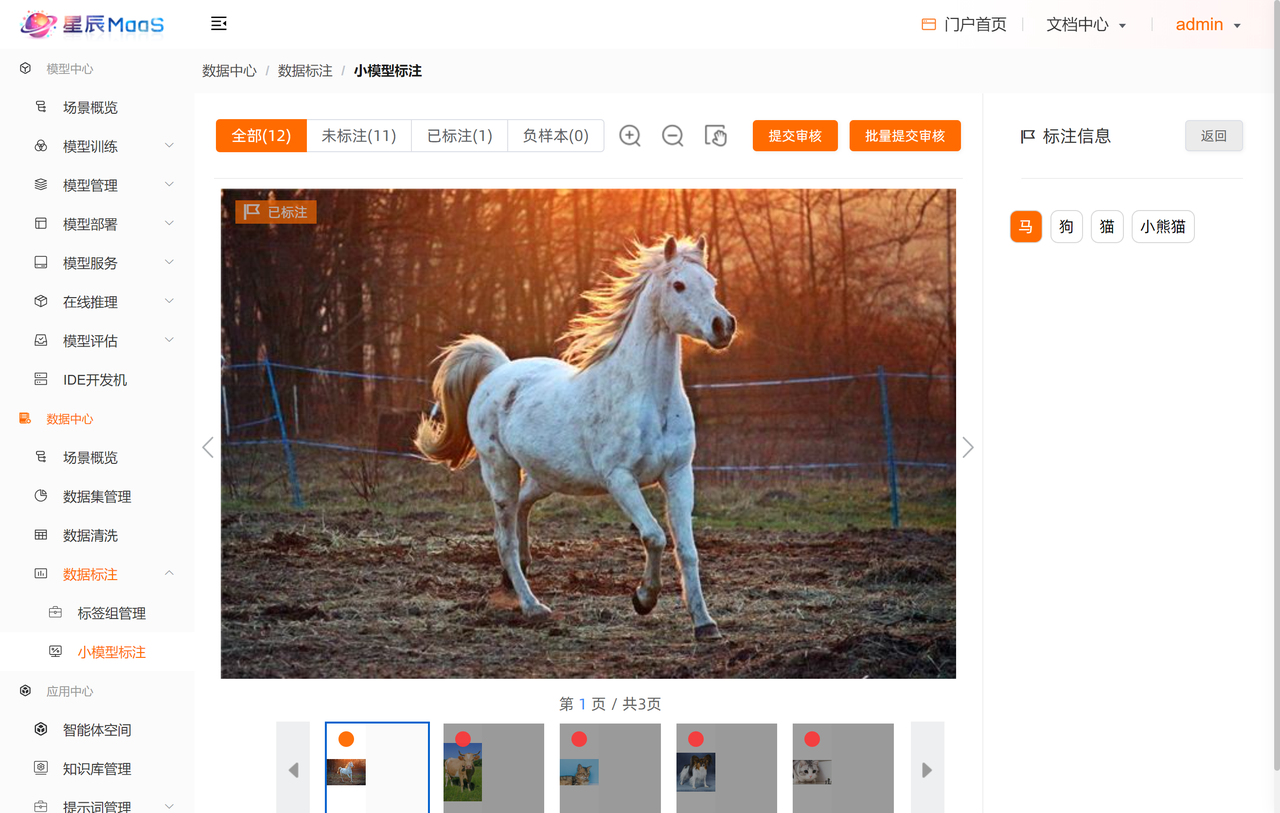 星辰MaaS
门户首页
文档中心
admin
模型中心
场景概览
模型训练
模型管理
模型部署
模型服务
在线推理
模型评估
IDE开发机
数据中心
场景概览
数据集管理
数据清洗
数据标注
标签组管理
小模型标注
应用中心
智能体空间
知识库管理
提示词管理
数据中心 / 数据标注 / 小模型标注
全部(12) 未标注(11) 已标注(1) 负样本(0)
提交审核 批量提交审核
已标注
第 1 页 / 共3页
标注信息
返回
马 狗 猫 小熊猫